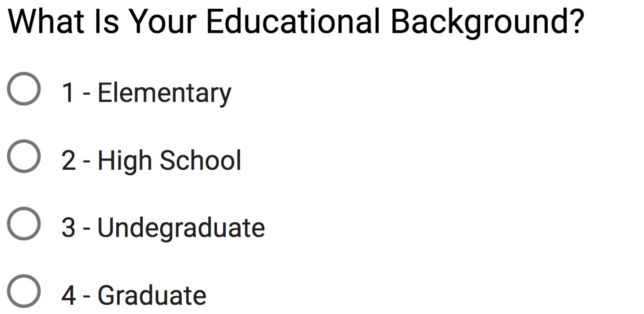 What Is Your Educational Background?
1 - Elementary
2 - High School
3 - Undegraduate
4 - Graduate